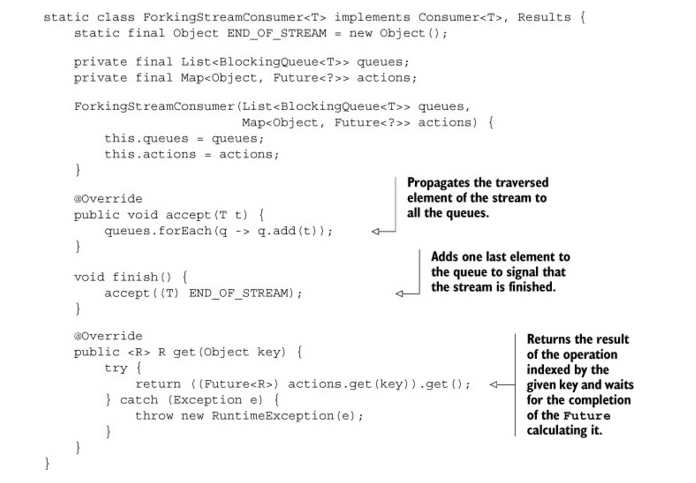 static class ForkingStreamConsumer<T> implements Consumer<T>, Results {
static final Object END_OF_STREAM = new Object();
private final List<BlockingQueue<T>> queues;
private final Map<Object, Future<?>> actions;
ForkingStreamConsumer(List<BlockingQueue<T>> queues,
Map<Object, Future<?>> actions) {
this.queues = queues;
this.actions = actions;
}
@Override
public void accept(T t) {
queues.forEach(q -> q.add(t));
}
Propagates the traversed
element of the stream to
all the queues.
void finish() {
accept((T) END_OF_STREAM);
}
Adds one last element to
the queue to signal that
the stream is finished.
@Override
public <R> R get(Object key) {
try {
return ((Future<R>) actions.get(key)).get();
} catch (Exception e) {
throw new RuntimeException(e);
}
}
}
Returns the result
of the operation
indexed by the
given key and waits
for the completion
of the Future
calculating it.